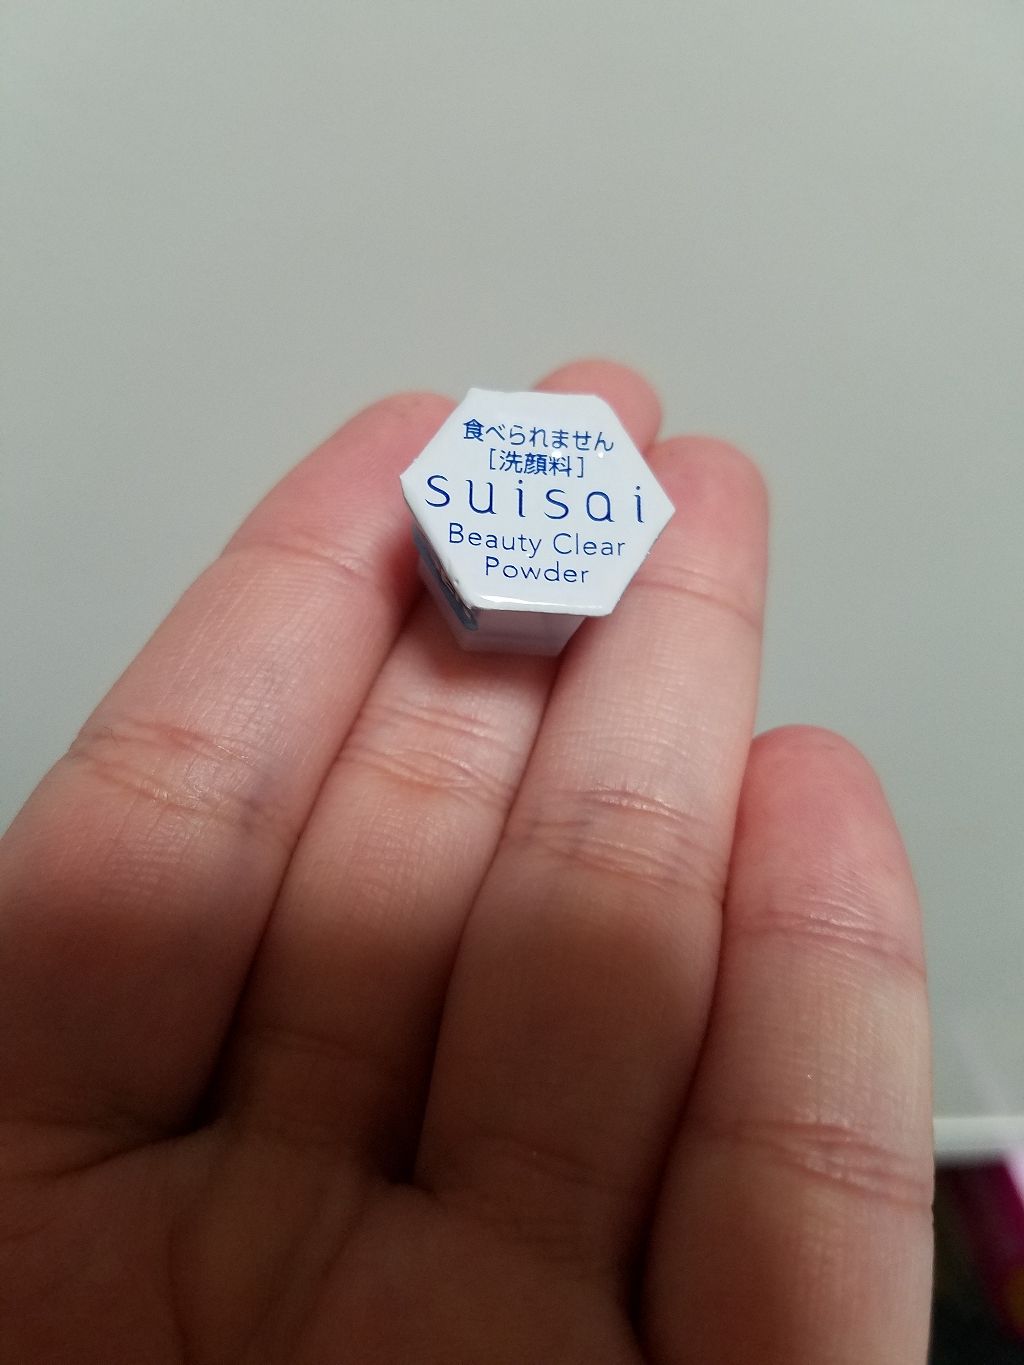 食べられません
[洗顔料]
suisai
Beauty Clear
Powder